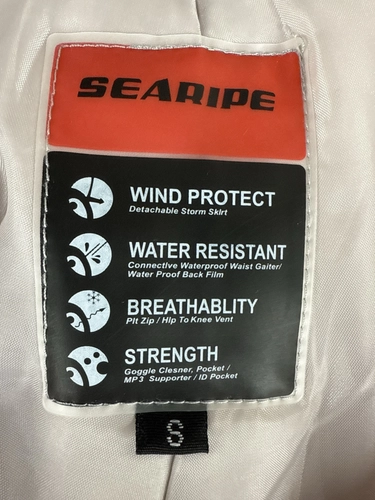 SEARIPE
WIND PROTECT
Detachable Storm Skirt
WATER RESISTANT
Connective Waterproof Waist Gaiter/
Water Proof Back Film
BREATHABLITY
Pit Zip / Hip To Knee Vent
STRENGTH
Goggle Clesner, Pocket /
MP3 Supporter / ID Pocket
S